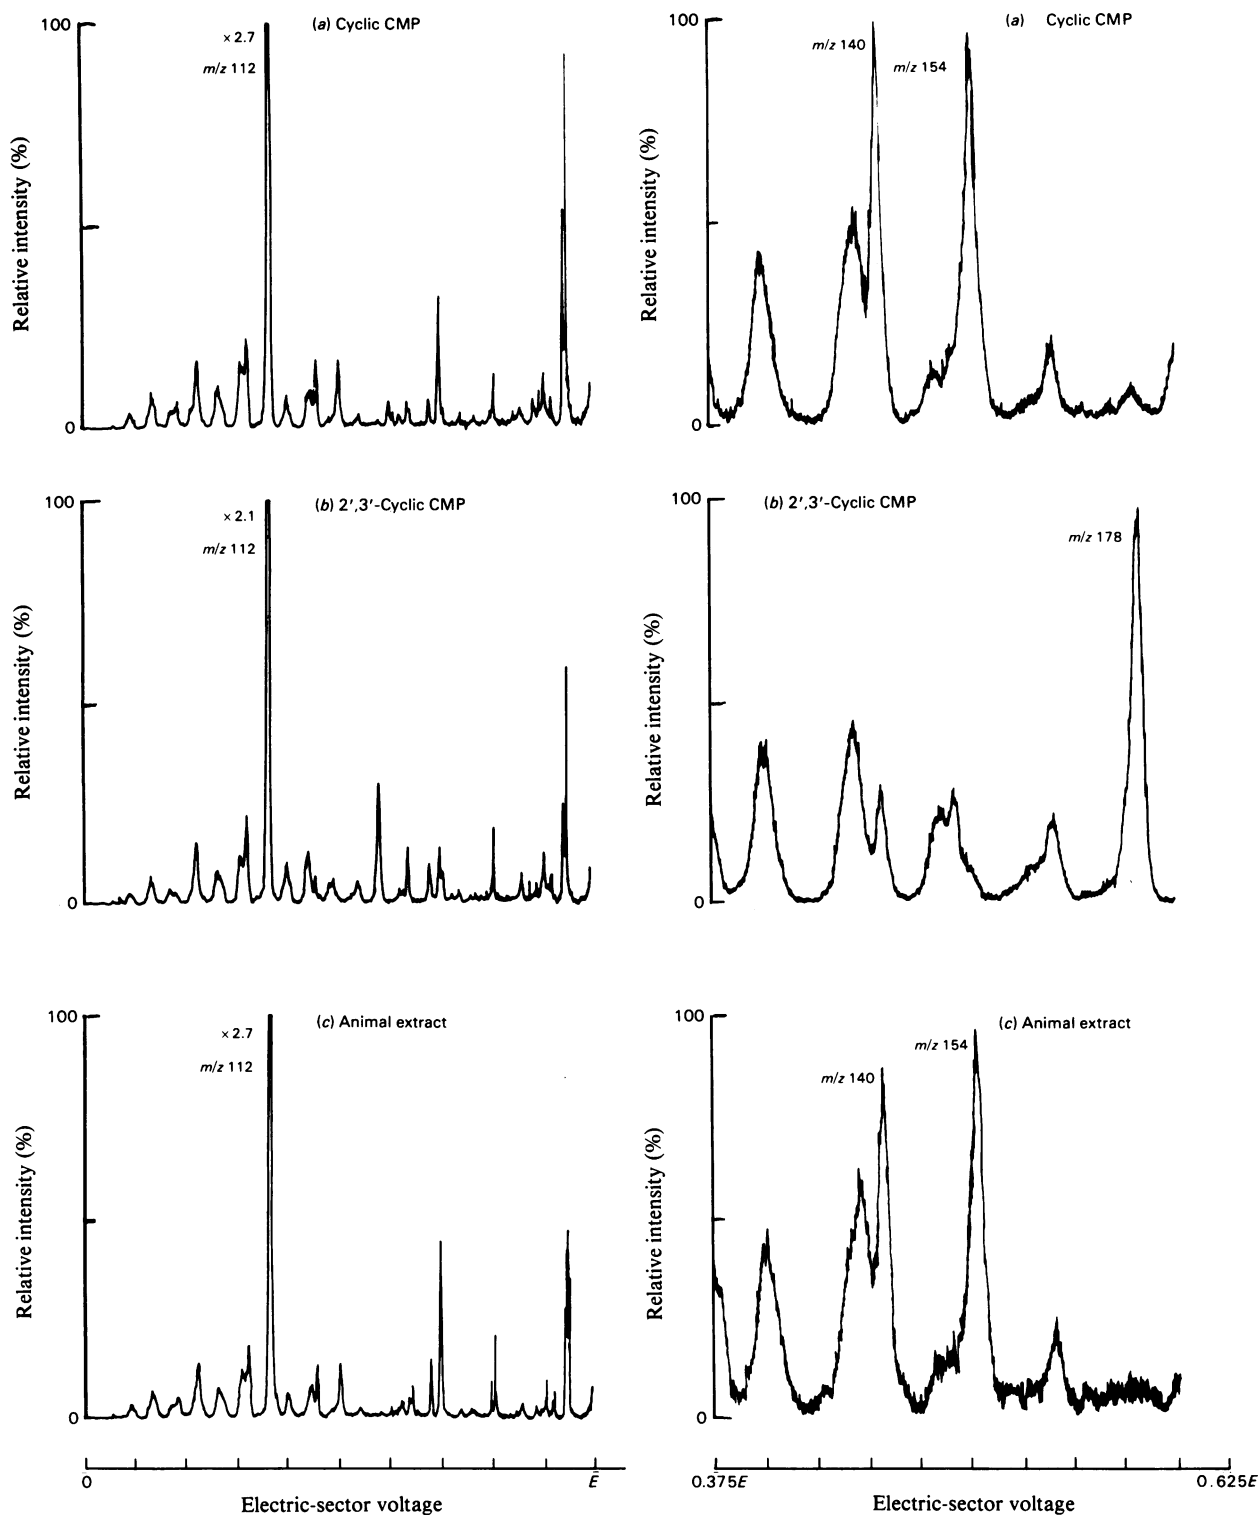 100
(a) Cyclic CMP
× 2.7
m/z 112
Relative intensity (%)
0
100
(a) Cyclic CMP
m/z 140
m/z 154
Relative intensity (%)
0
100
(b) 2′,3′-Cyclic CMP
× 2.1
m/z 112
Relative intensity (%)
0
100
(b) 2′,3′-Cyclic CMP
m/z 178
Relative intensity (%)
0
100
(c) Animal extract
× 2.7
m/z 112
Relative intensity (%)
0
100
(c) Animal extract
m/z 154
m/z 140
Relative intensity (%)
0
0 E
Electric-sector voltage
0.375E 0.625E
Electric-sector voltage